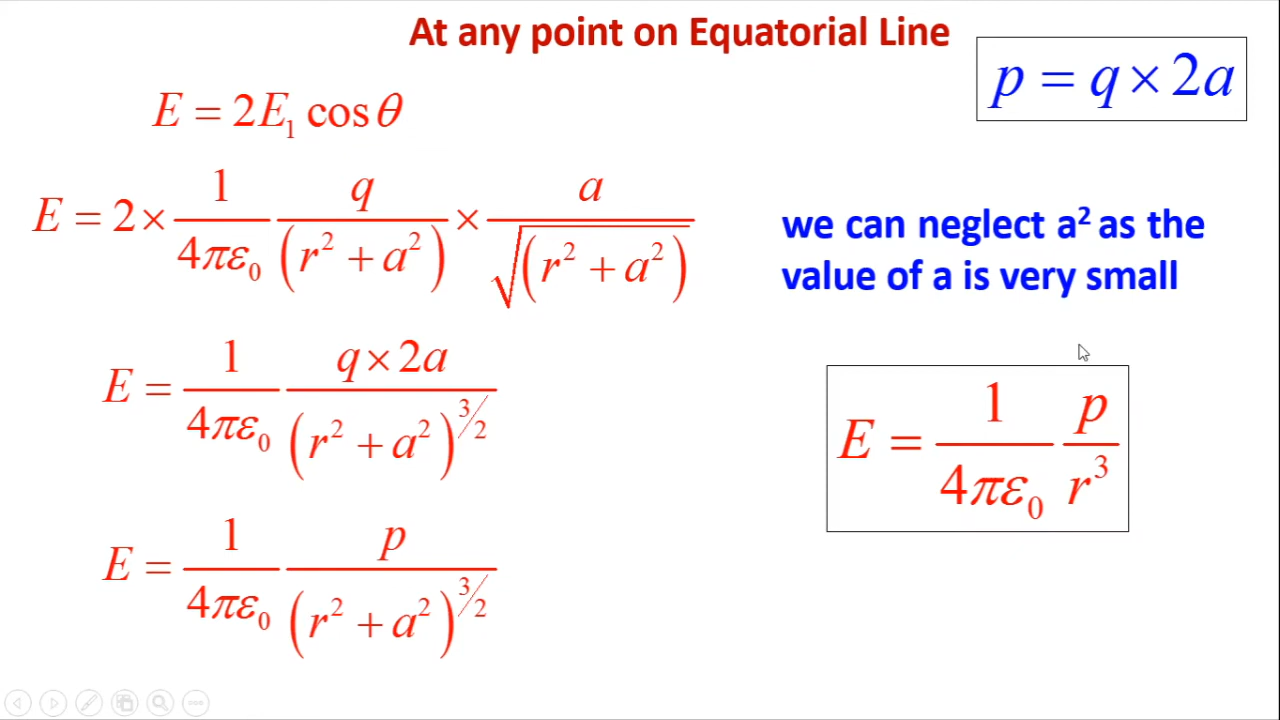 At any point on Equatorial Line
p = q × 2a
E = 2E₁ cos θ
E = 2 × 1/(4πε₀) q/(r² + a²) × a/√(r² + a²)
we can neglect a² as the
value of a is very small
E = 1/(4πε₀) (q × 2a)/(r² + a²)^(3/2)
E = 1/(4πε₀) p/r³
E = 1/(4πε₀) p/(r² + a²)^(3/2)